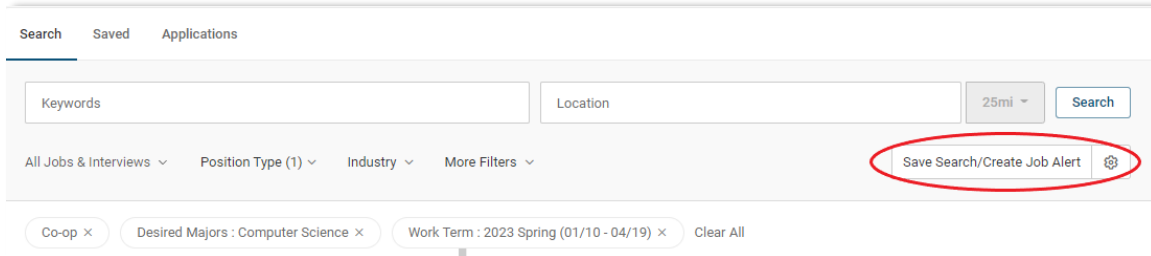 Search Saved Applications
Keywords Location 25mi Search
All Jobs & Interviews Position Type (1) Industry More Filters Save Search/Create Job Alert
Co-op × Desired Majors : Computer Science × Work Term : 2023 Spring (01/10 - 04/19) × Clear All